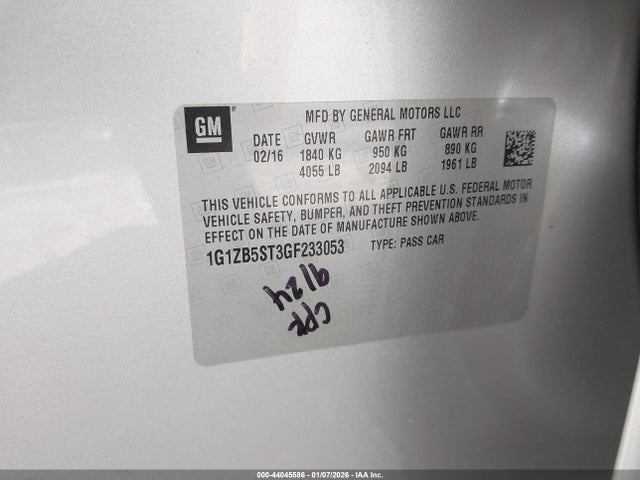 GM
MFD BY GENERAL MOTORS LLC
DATE GVWR GAWR FRT GAWR RR
02/16 1840 KG 950 KG 890 KG
4055 LB 2094 LB 1961 LB
THIS VEHICLE CONFORMS TO ALL APPLICABLE U.S. FEDERAL MOTOR
VEHICLE SAFETY, BUMPER, AND THEFT PREVENTION STANDARDS IN
EFFECT ON THE DATE OF MANUFACTURE SHOWN ABOVE.
1G1ZB5ST3GF233053 TYPE: PASS CAR
9/24
000-44045586 | 01/07/2026 | IAA Inc.